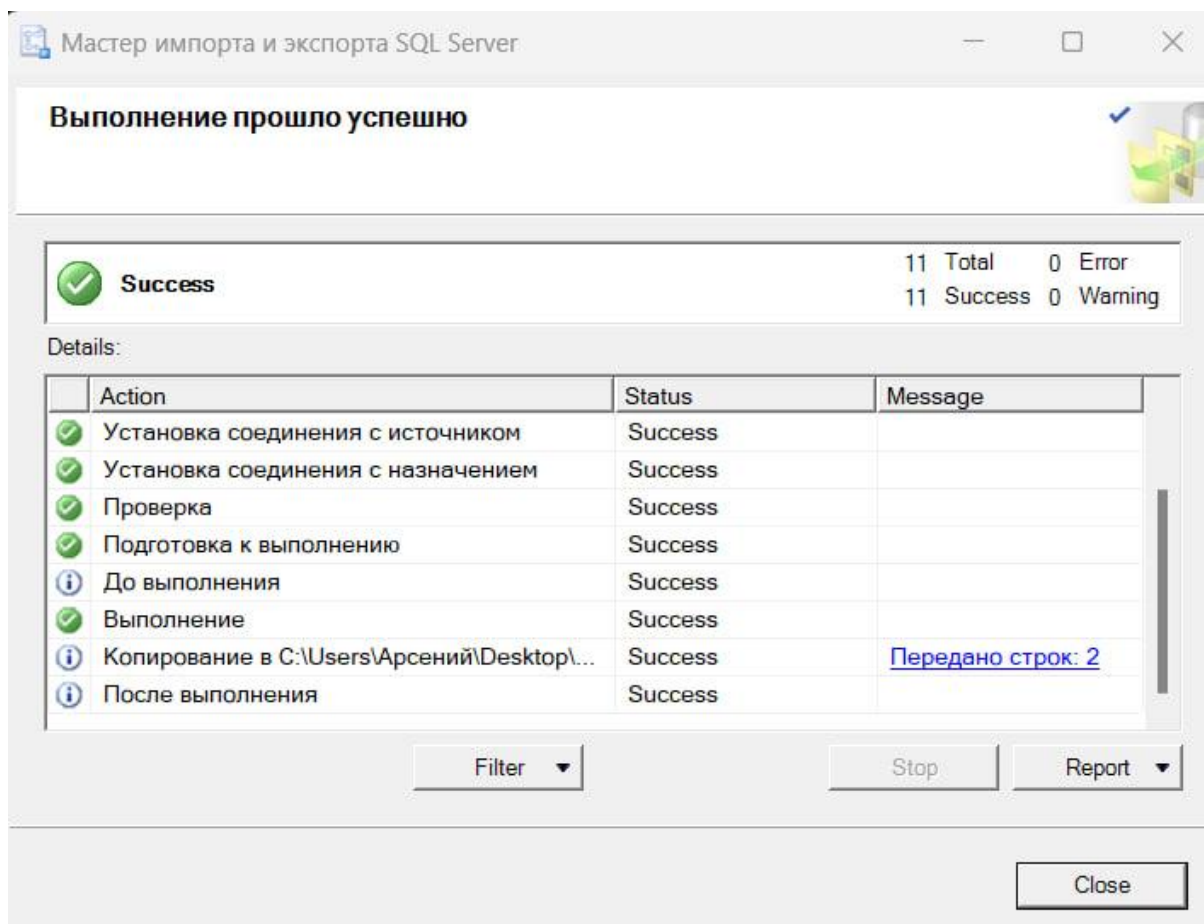 Мастер импорта и экспорта SQL Server
Выполнение прошло успешно
Success
11 Total 0 Error
11 Success 0 Warning
Details:
Action Status Message
Установка соединения с источником Success
Установка соединения с назначением Success
Проверка Success
Подготовка к выполнению Success
До выполнения Success
Выполнение Success
Копирование в C:\Users\Арсений\Desktop\... Success Передано строк: 2
После выполнения Success
Filter Stop Report
Close